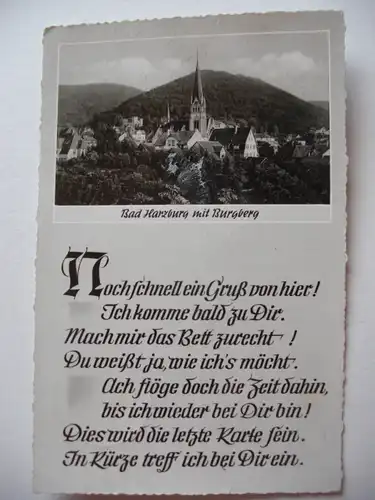 Bad Harzburg mit Burgberg
Noch schnell ein Gruß von hier!
Ich komme bald zu Dir.
Mach mir das Bett zurecht!
Du weißt ja, wie ich's möcht.
Ach flöge doch die Zeit dahin,
bis ich wieder bei Dir bin!
Dies wird die letzte Karte sein.
In Kürze treff ich bei Dir ein.